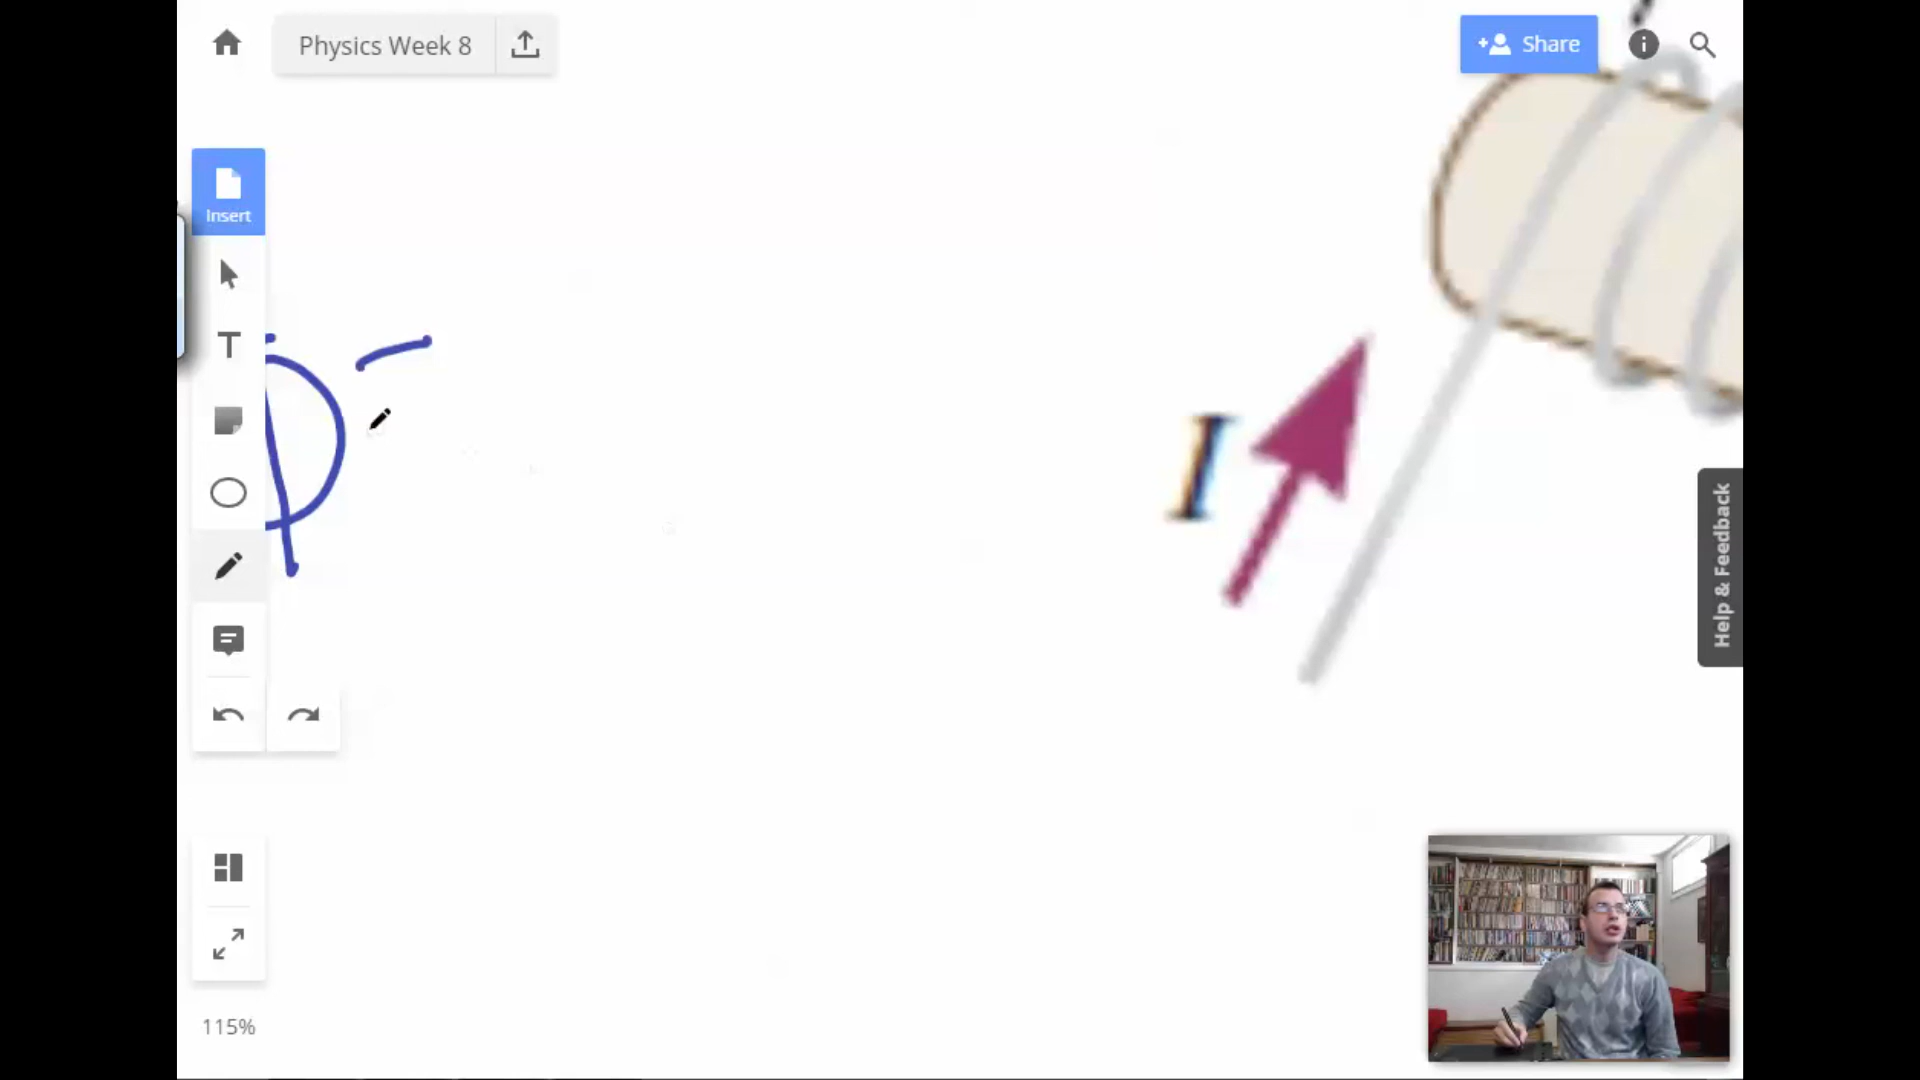 Physics Week 8
Share
Insert
T
Φ
I
Help & Feedback
115%